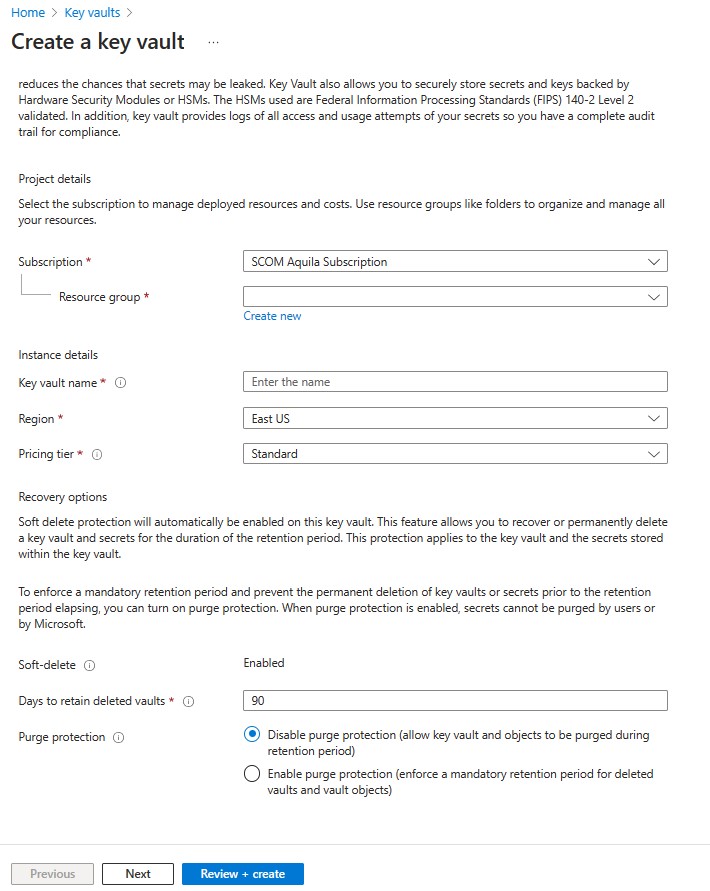 Home > Key vaults >
Create a key vault ...
reduces the chances that secrets may be leaked. Key Vault also allows you to securely store secrets and keys backed by
Hardware Security Modules or HSMs. The HSMs used are Federal Information Processing Standards (FIPS) 140-2 Level 2
validated. In addition, key vault provides logs of all access and usage attempts of your secrets so you have a complete audit
trail for compliance.
Project details
Select the subscription to manage deployed resources and costs. Use resource groups like folders to organize and manage all
your resources.
Subscription * SCOM Aquila Subscription
Resource group *
Create new
Instance details
Key vault name * Enter the name
Region * East US
Pricing tier * Standard
Recovery options
Soft delete protection will automatically be enabled on this key vault. This feature allows you to recover or permanently delete
a key vault and secrets for the duration of the retention period. This protection applies to the key vault and the secrets stored
within the key vault.
To enforce a mandatory retention period and prevent the permanent deletion of key vaults or secrets prior to the retention
period elapsing, you can turn on purge protection. When purge protection is enabled, secrets cannot be purged by users or
by Microsoft.
Soft-delete Enabled
Days to retain deleted vaults * 90
Purge protection Disable purge protection (allow key vault and objects to be purged during
retention period)
Enable purge protection (enforce a mandatory retention period for deleted
vaults and vault objects)
Previous Next Review + create